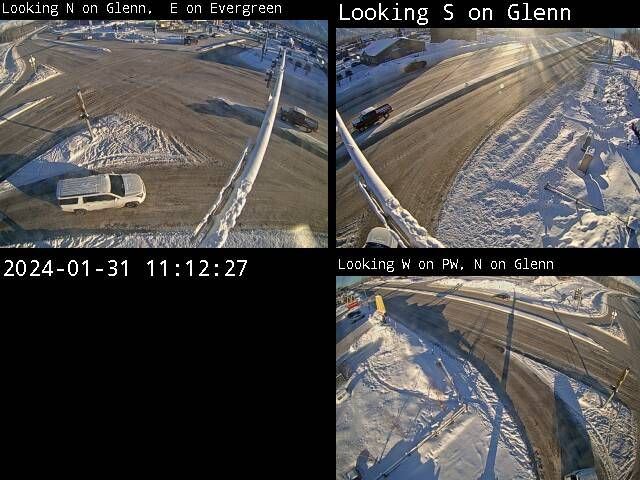 Looking N on Glenn,  E on Evergreen
Looking S on Glenn
2024-01-31 11:12:27
Looking W on PW, N on Glenn